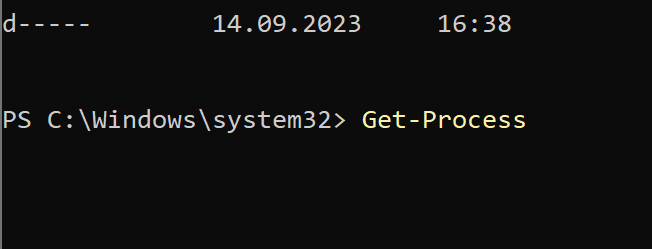 d----- 14.09.2023 16:38
PS C:\Windows\system32> Get-Process